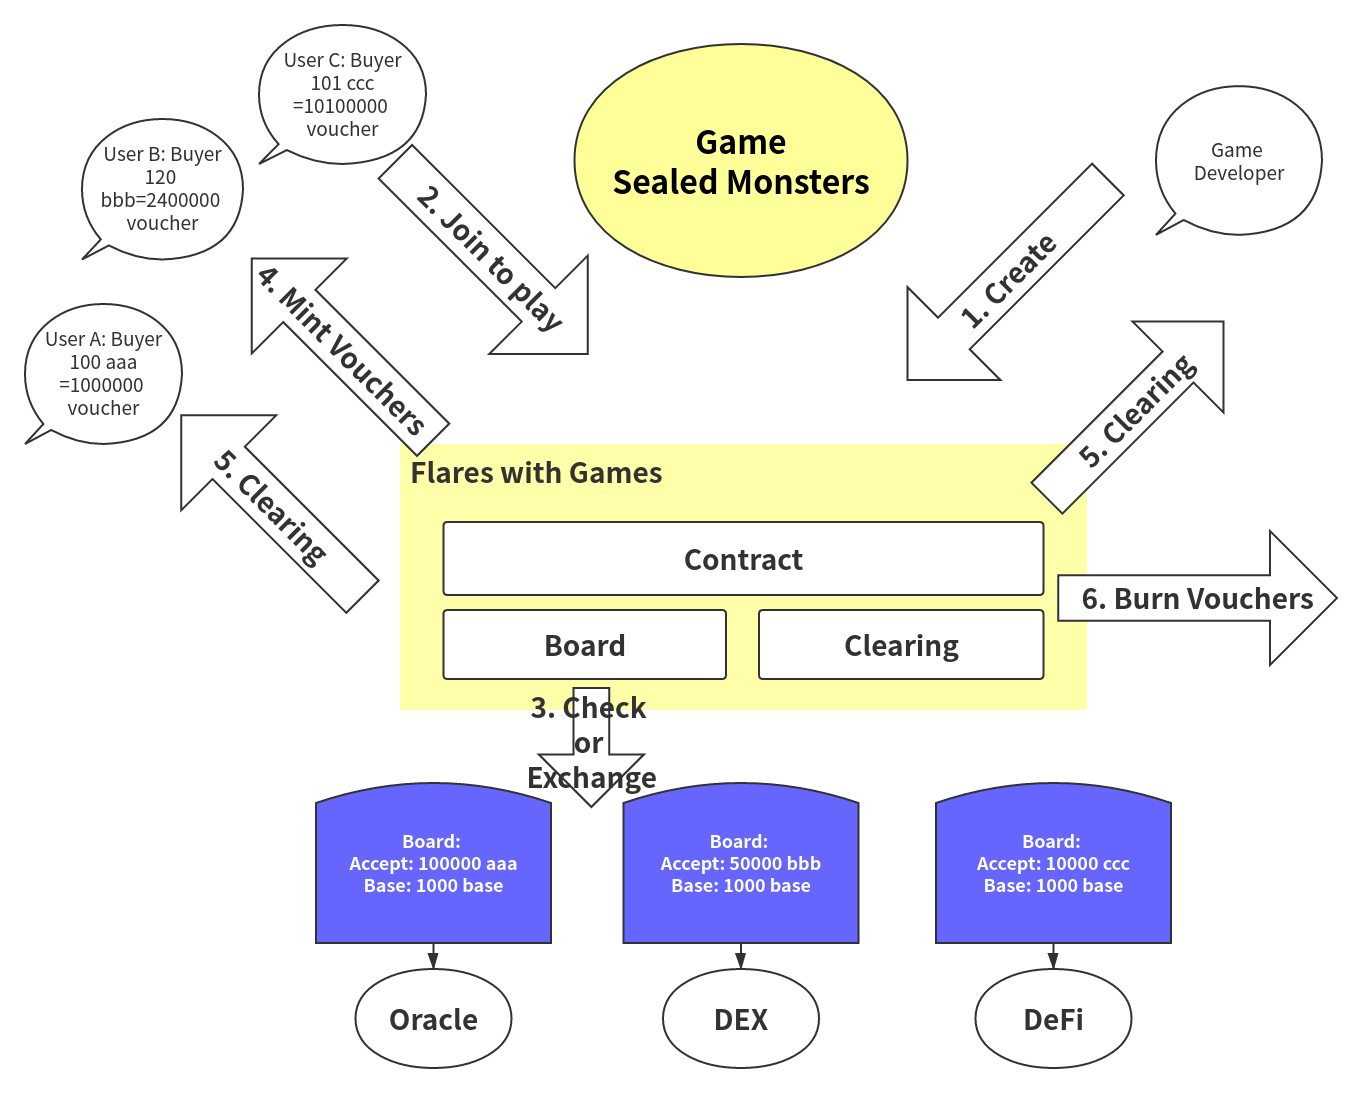 User C: Buyer
101 ccc
=10100000
voucher
User B: Buyer
120
bbb=2400000
voucher
User A: Buyer
100 aaa
=1000000
voucher
Game
Sealed Monsters
Game
Developer
1. Create
2. Join to play
4. Mint Vouchers
5. Clearing
5. Clearing
Flares with Games
Contract
Board
Clearing
6. Burn Vouchers
3. Check
or
Exchange
Board:
Accept: 100000 aaa
Base: 1000 base
Board:
Accept: 50000 bbb
Base: 1000 base
Board:
Accept: 10000 ccc
Base: 1000 base
Oracle
DEX
DeFi